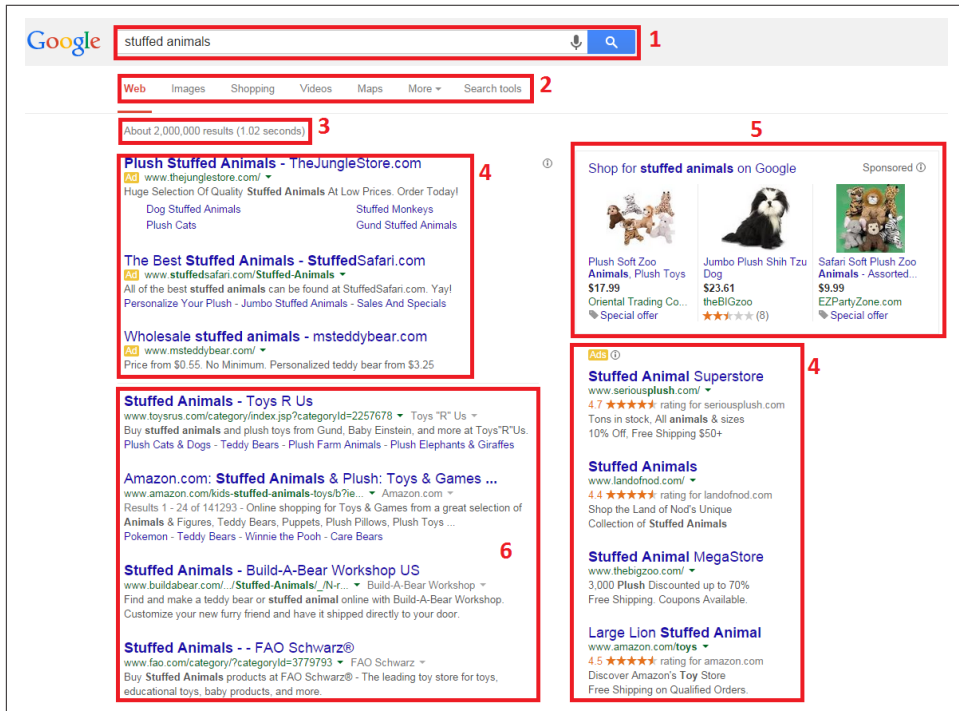 Google
stuffed animals
1
Web Images Shopping Videos Maps More Search tools
2
About 2,000,000 results (1.02 seconds)
3
Plush Stuffed Animals - TheJungleStore.com
Ad www.thejunglestore.com/
Huge Selection Of Quality Stuffed Animals At Low Prices. Order Today!
Dog Stuffed Animals Stuffed Monkeys
Plush Cats Gund Stuffed Animals
The Best Stuffed Animals - StuffedSafari.com
Ad www.stuffedsafari.com/Stuffed-Animals
All of the best stuffed animals can be found at StuffedSafari.com. Yay!
Personalize Your Plush - Jumbo Stuffed Animals - Sales And Specials
Wholesale stuffed animals - msteddybear.com
Ad www.msteddybear.com/
Price from $0.55. No Minimum. Personalized teddy bear from $3.25
4
Stuffed Animals - Toys R Us
www.toysrus.com/category/index.jsp?categoryId=2257678 Toys "R" Us
Buy stuffed animals and plush toys from Gund, Baby Einstein, and more at Toys"R"Us.
Plush Cats & Dogs - Teddy Bears - Plush Farm Animals - Plush Elephants & Giraffes
Amazon.com: Stuffed Animals & Plush: Toys & Games ...
www.amazon.com/kids-stuffed-animals-toys/b?ie... Amazon.com
Results 1 - 24 of 141293 - Online shopping for Toys & Games from a great selection of
Animals & Figures, Teddy Bears, Puppets, Plush Pillows, Plush Toys ...
Pokemon - Teddy Bears - Winnie the Pooh - Care Bears
6
Stuffed Animals - Build-A-Bear Workshop US
www.buildabear.com/.../Stuffed-Animals/_/N-r... Build-A-Bear Workshop
Find and make a teddy bear or stuffed animal online with Build-A-Bear Workshop.
Customize your new furry friend and have it shipped directly to your door.
Stuffed Animals - - FAO Schwarz®
www.fao.com/category/?categoryId=3779793 FAO Schwarz
Buy Stuffed Animals products at FAO Schwarz® - The leading toy store for toys,
educational toys, baby products, and more.
5
Shop for stuffed animals on Google Sponsored
Plush Soft Zoo
Animals, Plush Toys
$17.99
Oriental Trading Co...
Special offer
Jumbo Plush Shih Tzu
Dog
$23.61
theBIGzoo
(8)
Safari Soft Plush Zoo
Animals - Assorted...
$9.99
EZPartyZone.com
Special offer
Ads
4
Stuffed Animal Superstore
www.seriousplush.com/
4.7 rating for seriousplush.com
Tons in stock, All animals & sizes
10% Off, Free Shipping $50+
Stuffed Animals
www.landofnod.com/
4.4 rating for landofnod.com
Shop the Land of Nod's Unique
Collection of Stuffed Animals
Stuffed Animal MegaStore
www.thebigzoo.com/
3,000 Plush Discounted up to 70%
Free Shipping. Coupons Available.
Large Lion Stuffed Animal
www.amazon.com/toys
4.5 rating for amazon.com
Discover Amazon's Toy Store
Free Shipping on Qualified Orders.